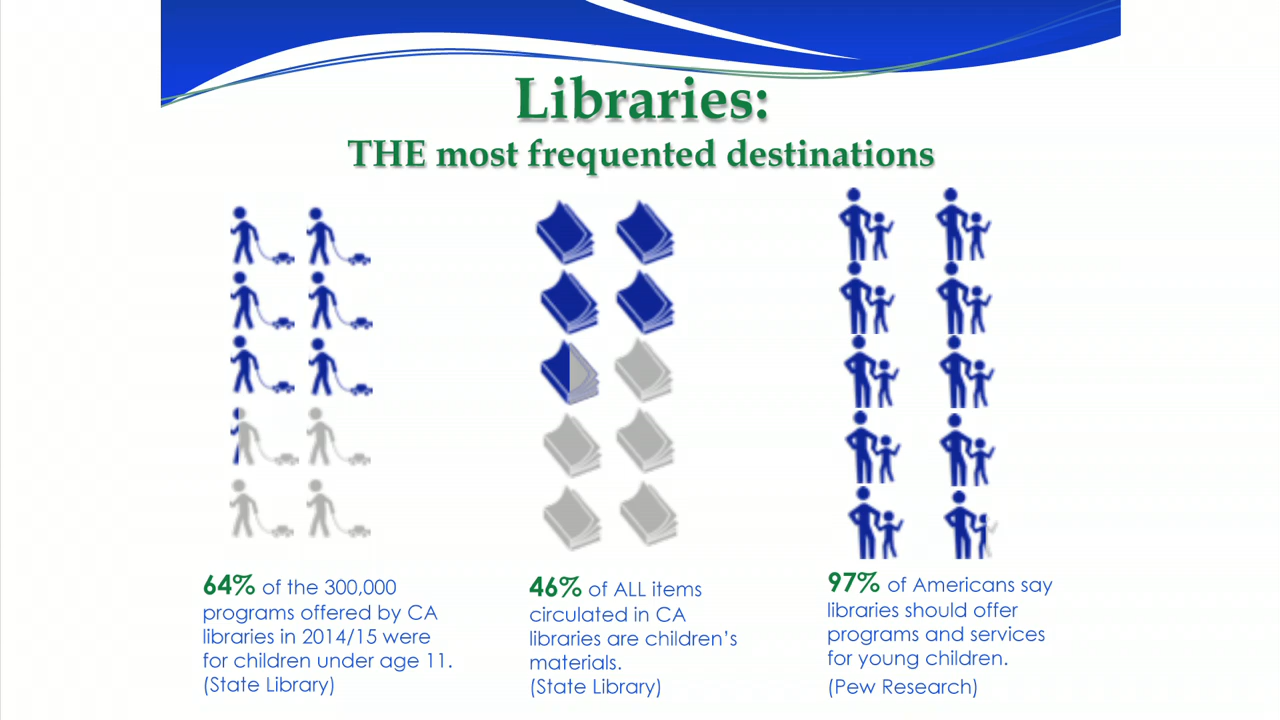 Libraries:
THE most frequented destinations
64% of the 300,000
programs offered by CA
libraries in 2014/15 were
for children under age 11.
(State Library)
46% of ALL items
circulated in CA
libraries are children's
materials.
(State Library)
97% of Americans say
libraries should offer
programs and services
for young children.
(Pew Research)